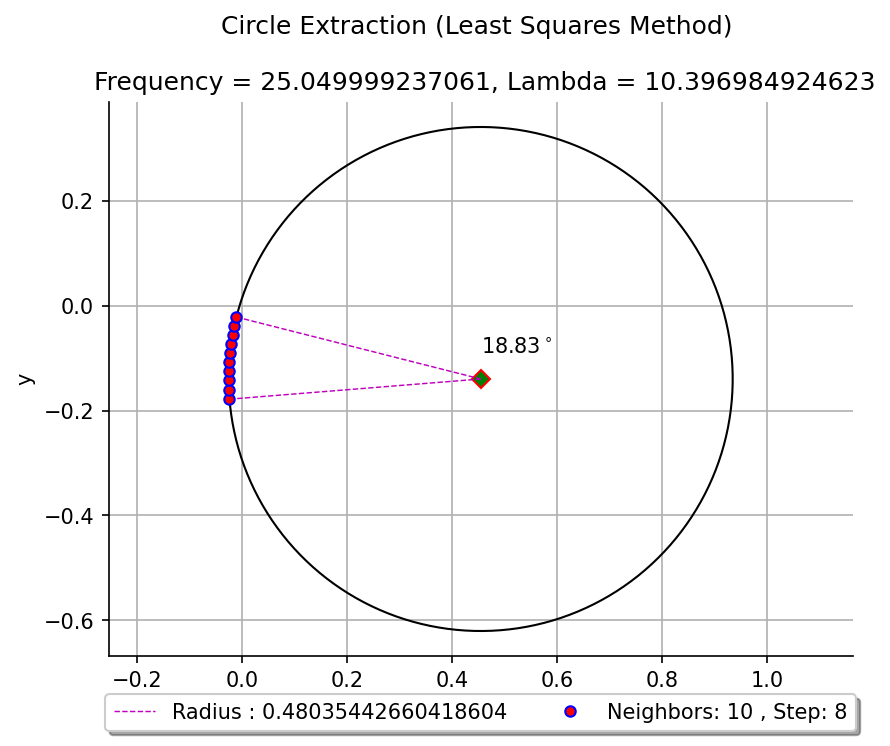 Circle Extraction (Least Squares Method)
Frequency = 25.049999237061, Lambda = 10.396984924623
0.2
0.0
−0.2
−0.4
−0.6
y
18.83°
−0.2 0.0 0.2 0.4 0.6 0.8 1.0
Radius : 0.48035442660418604 Neighbors: 10 , Step: 8